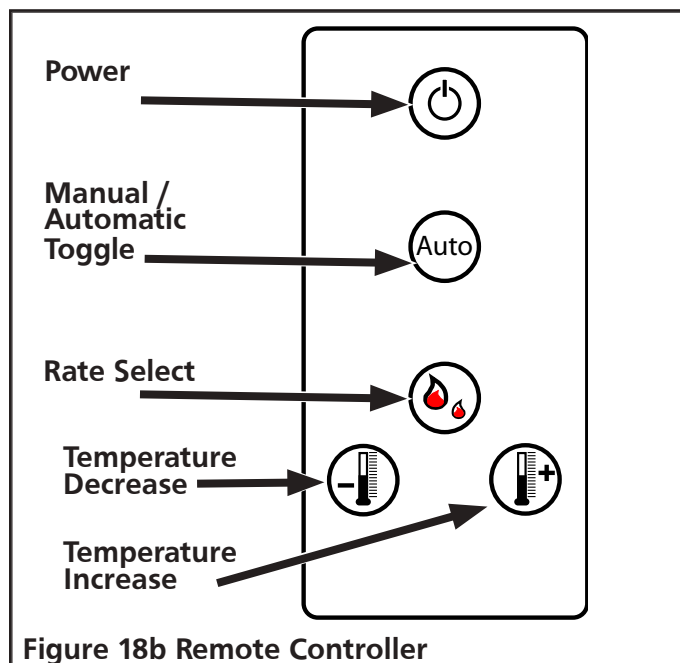 Power
Manual /
Automatic
Toggle
Auto
Rate Select
Temperature
Decrease
Temperature
Increase
Figure 18b Remote Controller